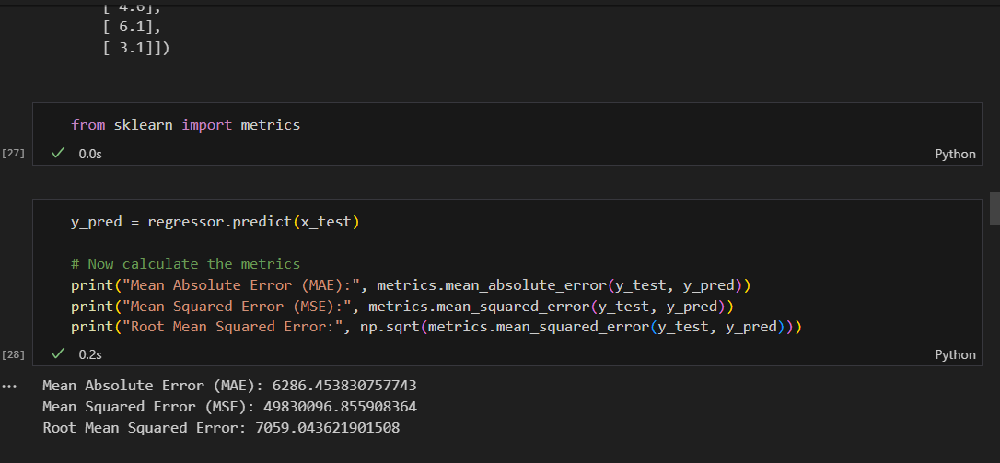 [ 4.6],
[ 6.1],
[ 3.1]])
from sklearn import metrics
[27]
0.0s
Python
y_pred = regressor.predict(x_test)
# Now calculate the metrics
print("Mean Absolute Error (MAE):", metrics.mean_absolute_error(y_test, y_pred))
print("Mean Squared Error (MSE):", metrics.mean_squared_error(y_test, y_pred))
print("Root Mean Squared Error:", np.sqrt(metrics.mean_squared_error(y_test, y_pred)))
[28]
0.2s
Python
Mean Absolute Error (MAE): 6286.453830757743
Mean Squared Error (MSE): 49830096.855908364
Root Mean Squared Error: 7059.043621901508